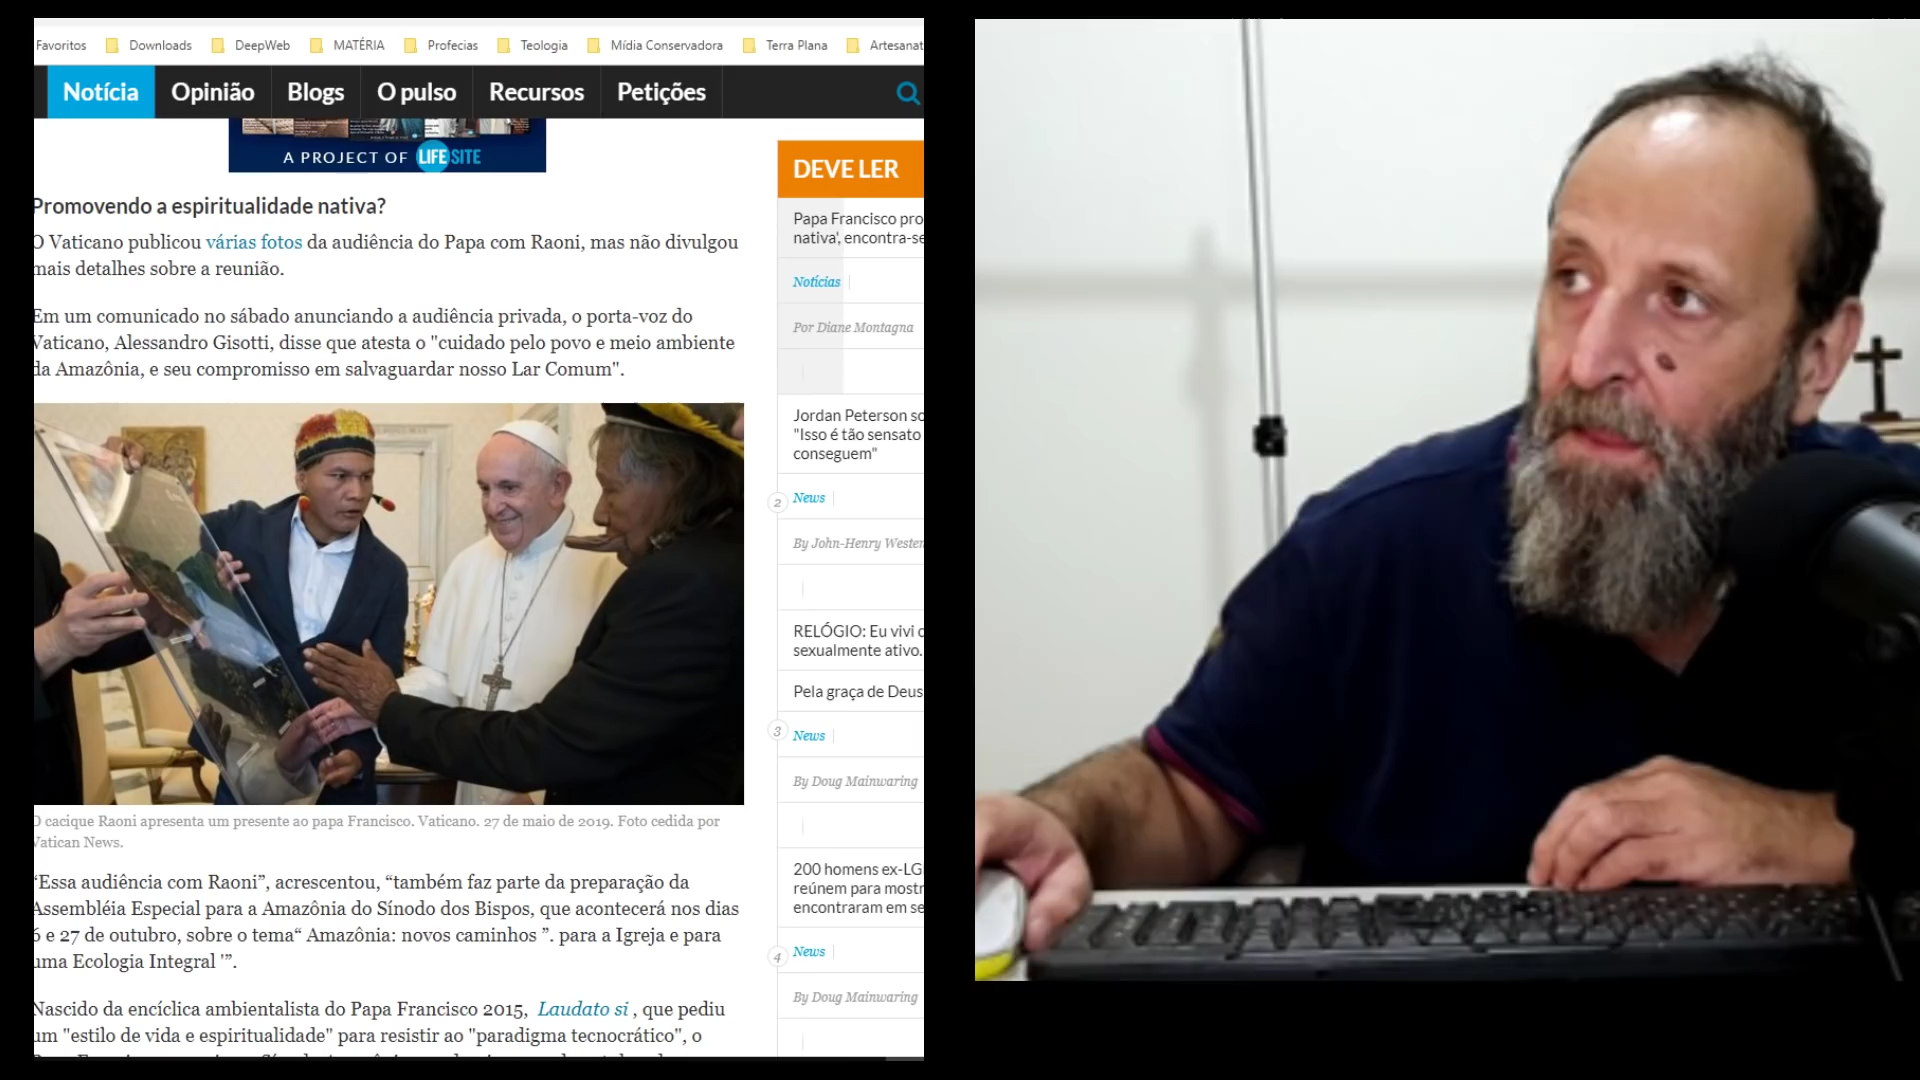 Favoritos Downloads DeepWeb MATÉRIA Profecias Teologia Mídia Conservadora Terra Plana Artesanat
Notícia Opinião Blogs O pulso Recursos Petições
A PROJECT OF LIFESITE
Promovendo a espiritualidade nativa?
O Vaticano publicou várias fotos da audiência do Papa com Raoni, mas não divulgou
mais detalhes sobre a reunião.
Em um comunicado no sábado anunciando a audiência privada, o porta-voz do
Vaticano, Alessandro Gisotti, disse que atesta o "cuidado pelo povo e meio ambiente
da Amazônia, e seu compromisso em salvaguardar nosso Lar Comum".
O cacique Raoni apresenta um presente ao papa Francisco. Vaticano. 27 de maio de 2019. Foto cedida por
Vatican News.
“Essa audiência com Raoni”, acrescentou, “também faz parte da preparação da
Assembléia Especial para a Amazônia do Sínodo dos Bispos, que acontecerá nos dias
6 e 27 de outubro, sobre o tema“ Amazônia: novos caminhos ”. para a Igreja e para
uma Ecologia Integral '”.
Nascido da encíclica ambientalista do Papa Francisco 2015, Laudato si , que pediu
um "estilo de vida e espiritualidade" para resistir ao "paradigma tecnocrático", o
DEVE LER
Papa Francisco pro
nativa', encontra-se
Notícias
Por Diane Montagna
Jordan Peterson so
"Isso é tão sensato
conseguem"
2 News
By John-Henry Westen
RELÓGIO: Eu vivi c
sexualmente ativo.
Pela graça de Deus
3 News
By Doug Mainwaring
200 homens ex-LG
reúnem para mostr
encontraram em se
4 News
By Doug Mainwaring